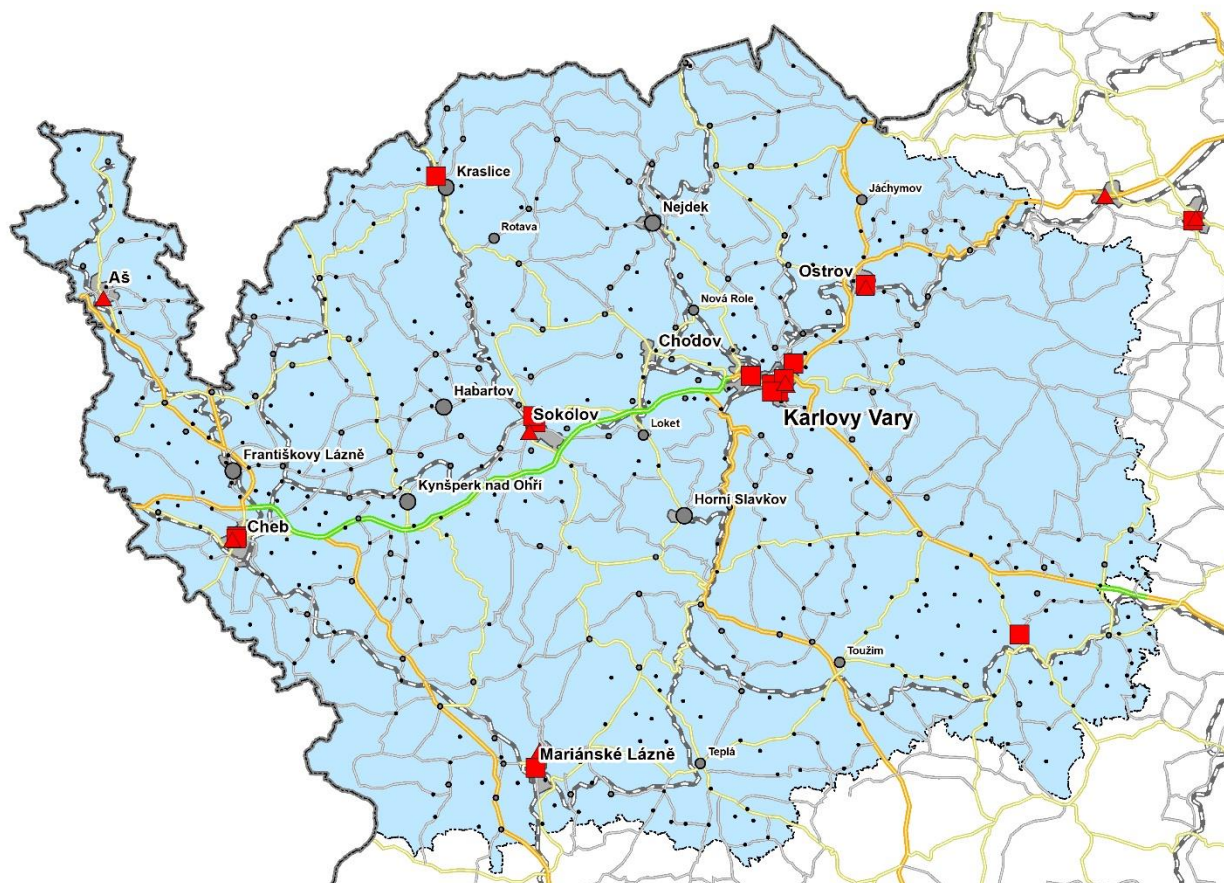 Kraslice
Nejdek
Jáchymov
Rotava
Aš
Ostrov
Nová Role
Chodov
Habartov
Sokolov
Karlovy Vary
Loket
Františkovy Lázně
Kynšperk nad Ohří
Horní Slavkov
Cheb
Toužim
Mariánské Lázně
Teplá